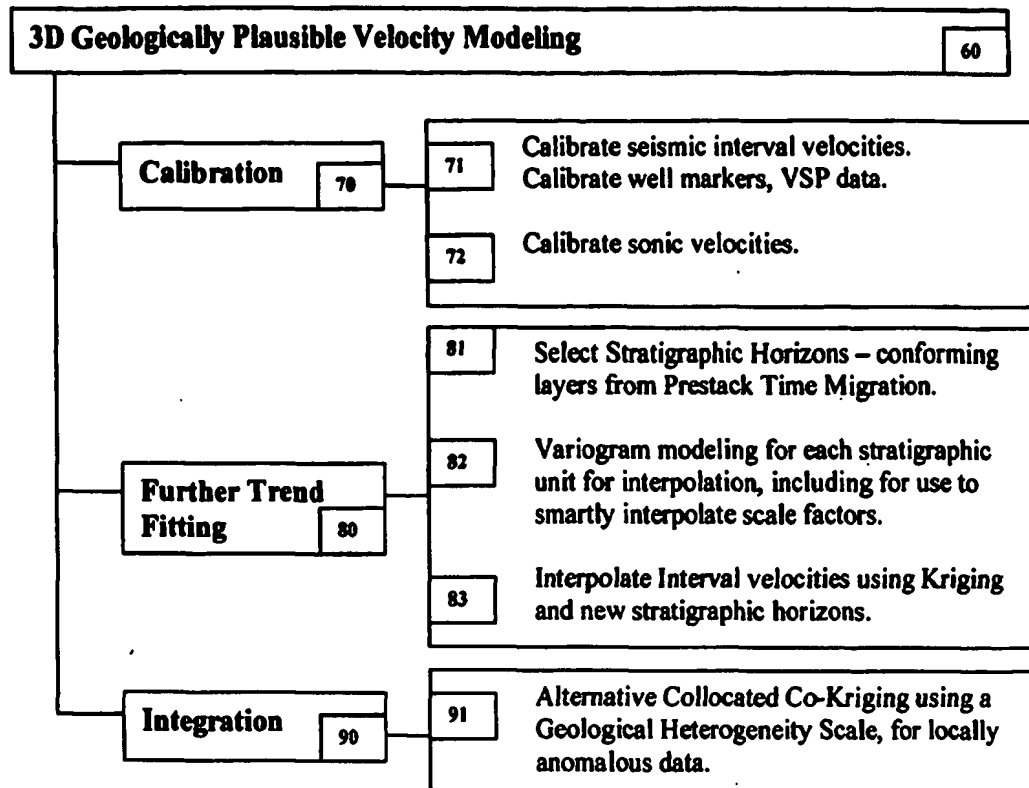 3D Geologically Plausible Velocity Modeling
60
Calibration
70
71
Calibrate seismic interval velocities.
Calibrate well markers, VSP data.
72
Calibrate sonic velocities.
Further Trend
Fitting
80
81
Select Stratigraphic Horizons – conforming
layers from Prestack Time Migration.
82
Variogram modeling for each stratigraphic
unit for interpolation, including for use to
smartly interpolate scale factors.
83
Interpolate Interval velocities using Kriging
and new stratigraphic horizons.
Integration
90
91
Alternative Collocated Co-Kriging using a
Geological Heterogeneity Scale, for locally
anomalous data.